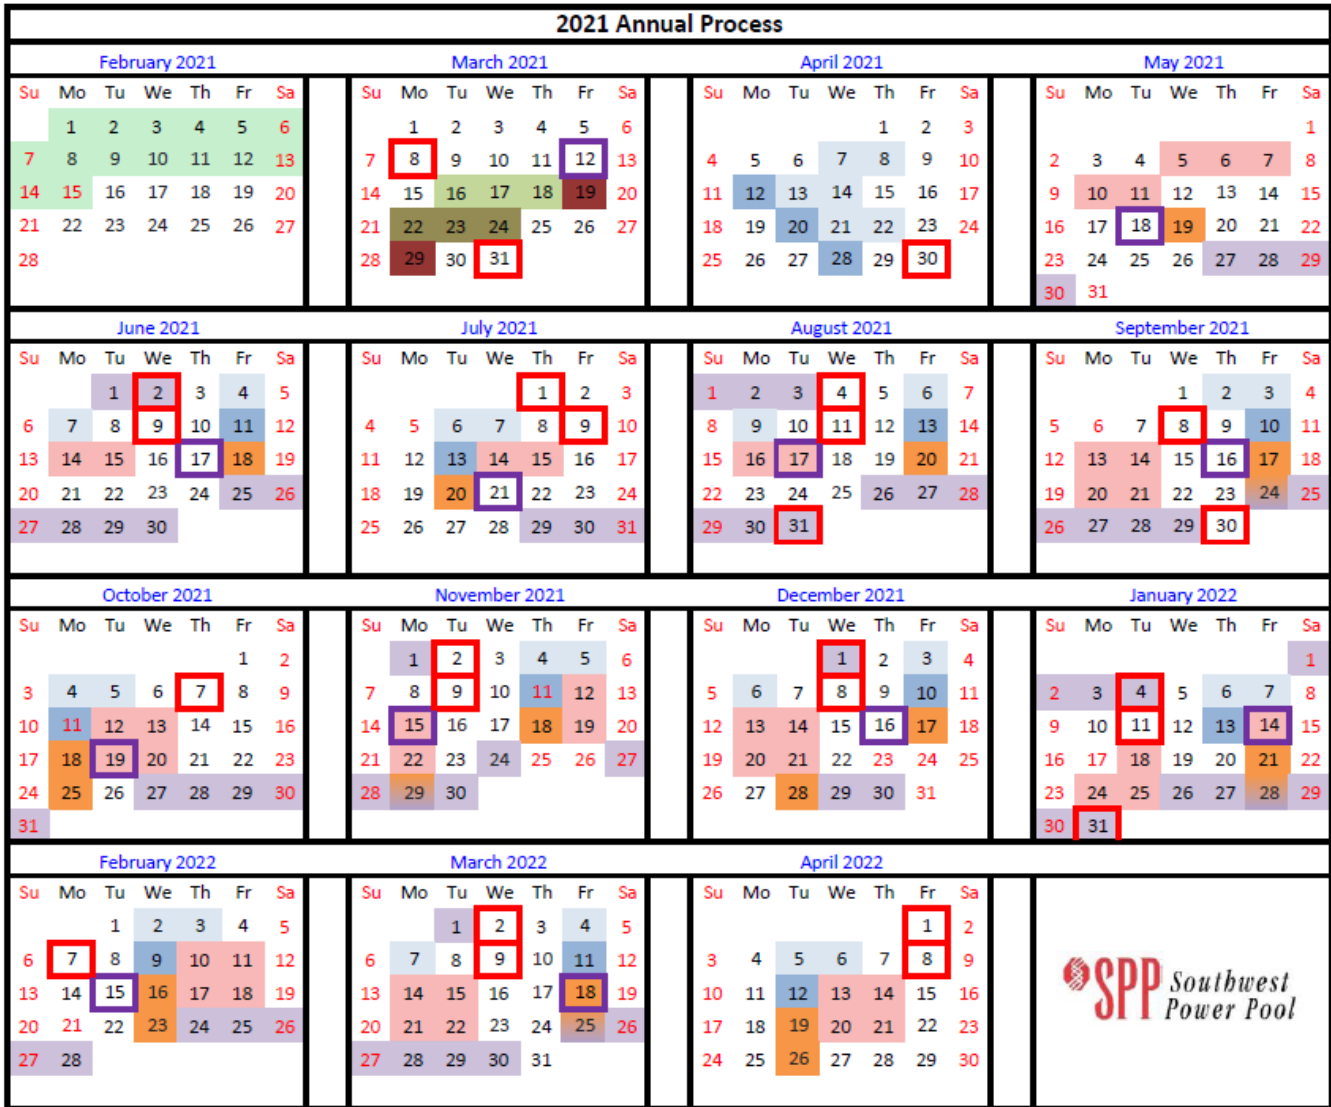 2021 Annual Process
February 2021 March 2021 April 2021 May 2021
Su Mo Tu We Th Fr Sa Su Mo Tu We Th Fr Sa Su Mo Tu We Th Fr Sa Su Mo Tu We Th Fr Sa
1 2 3 4 5 6 1 2 3 4 5 6 1 2 3 1
7 8 9 10 11 12 13 7 8 9 10 11 12 13 4 5 6 7 8 9 10 2 3 4 5 6 7 8
14 15 16 17 18 19 20 14 15 16 17 18 19 20 11 12 13 14 15 16 17 9 10 11 12 13 14 15
21 22 23 24 25 26 27 21 22 23 24 25 26 27 18 19 20 21 22 23 24 16 17 18 19 20 21 22
28 28 29 30 31 25 26 27 28 29 30 23 24 25 26 27 28 29
30 31
June 2021 July 2021 August 2021 September 2021
Su Mo Tu We Th Fr Sa Su Mo Tu We Th Fr Sa Su Mo Tu We Th Fr Sa Su Mo Tu We Th Fr Sa
1 2 3 4 5 1 2 3 1 2 3 4 5 6 7 1 2 3 4
6 7 8 9 10 11 12 4 5 6 7 8 9 10 8 9 10 11 12 13 14 5 6 7 8 9 10 11
13 14 15 16 17 18 19 11 12 13 14 15 16 17 15 16 17 18 19 20 21 12 13 14 15 16 17 18
20 21 22 23 24 25 26 18 19 20 21 22 23 24 22 23 24 25 26 27 28 19 20 21 22 23 24 25
27 28 29 30 25 26 27 28 29 30 31 29 30 31 26 27 28 29 30
October 2021 November 2021 December 2021 January 2022
Su Mo Tu We Th Fr Sa Su Mo Tu We Th Fr Sa Su Mo Tu We Th Fr Sa Su Mo Tu We Th Fr Sa
1 2 1 2 3 4 5 6 1 2 3 4 1
3 4 5 6 7 8 9 7 8 9 10 11 12 13 5 6 7 8 9 10 11 2 3 4 5 6 7 8
10 11 12 13 14 15 16 14 15 16 17 18 19 20 12 13 14 15 16 17 18 9 10 11 12 13 14 15
17 18 19 20 21 22 23 21 22 23 24 25 26 27 19 20 21 22 23 24 25 16 17 18 19 20 21 22
24 25 26 27 28 29 30 28 29 30 26 27 28 29 30 31 23 24 25 26 27 28 29
31 30 31
February 2022 March 2022 April 2022
Su Mo Tu We Th Fr Sa Su Mo Tu We Th Fr Sa Su Mo Tu We Th Fr Sa
1 2 3 4 5 1 2 3 4 5 1 2
6 7 8 9 10 11 12 6 7 8 9 10 11 12 3 4 5 6 7 8 9
13 14 15 16 17 18 19 13 14 15 16 17 18 19 10 11 12 13 14 15 16
20 21 22 23 24 25 26 20 21 22 23 24 25 26 17 18 19 20 21 22 23
27 28 27 28 29 30 31 24 25 26 27 28 29 30
SPP Southwest
Power Pool